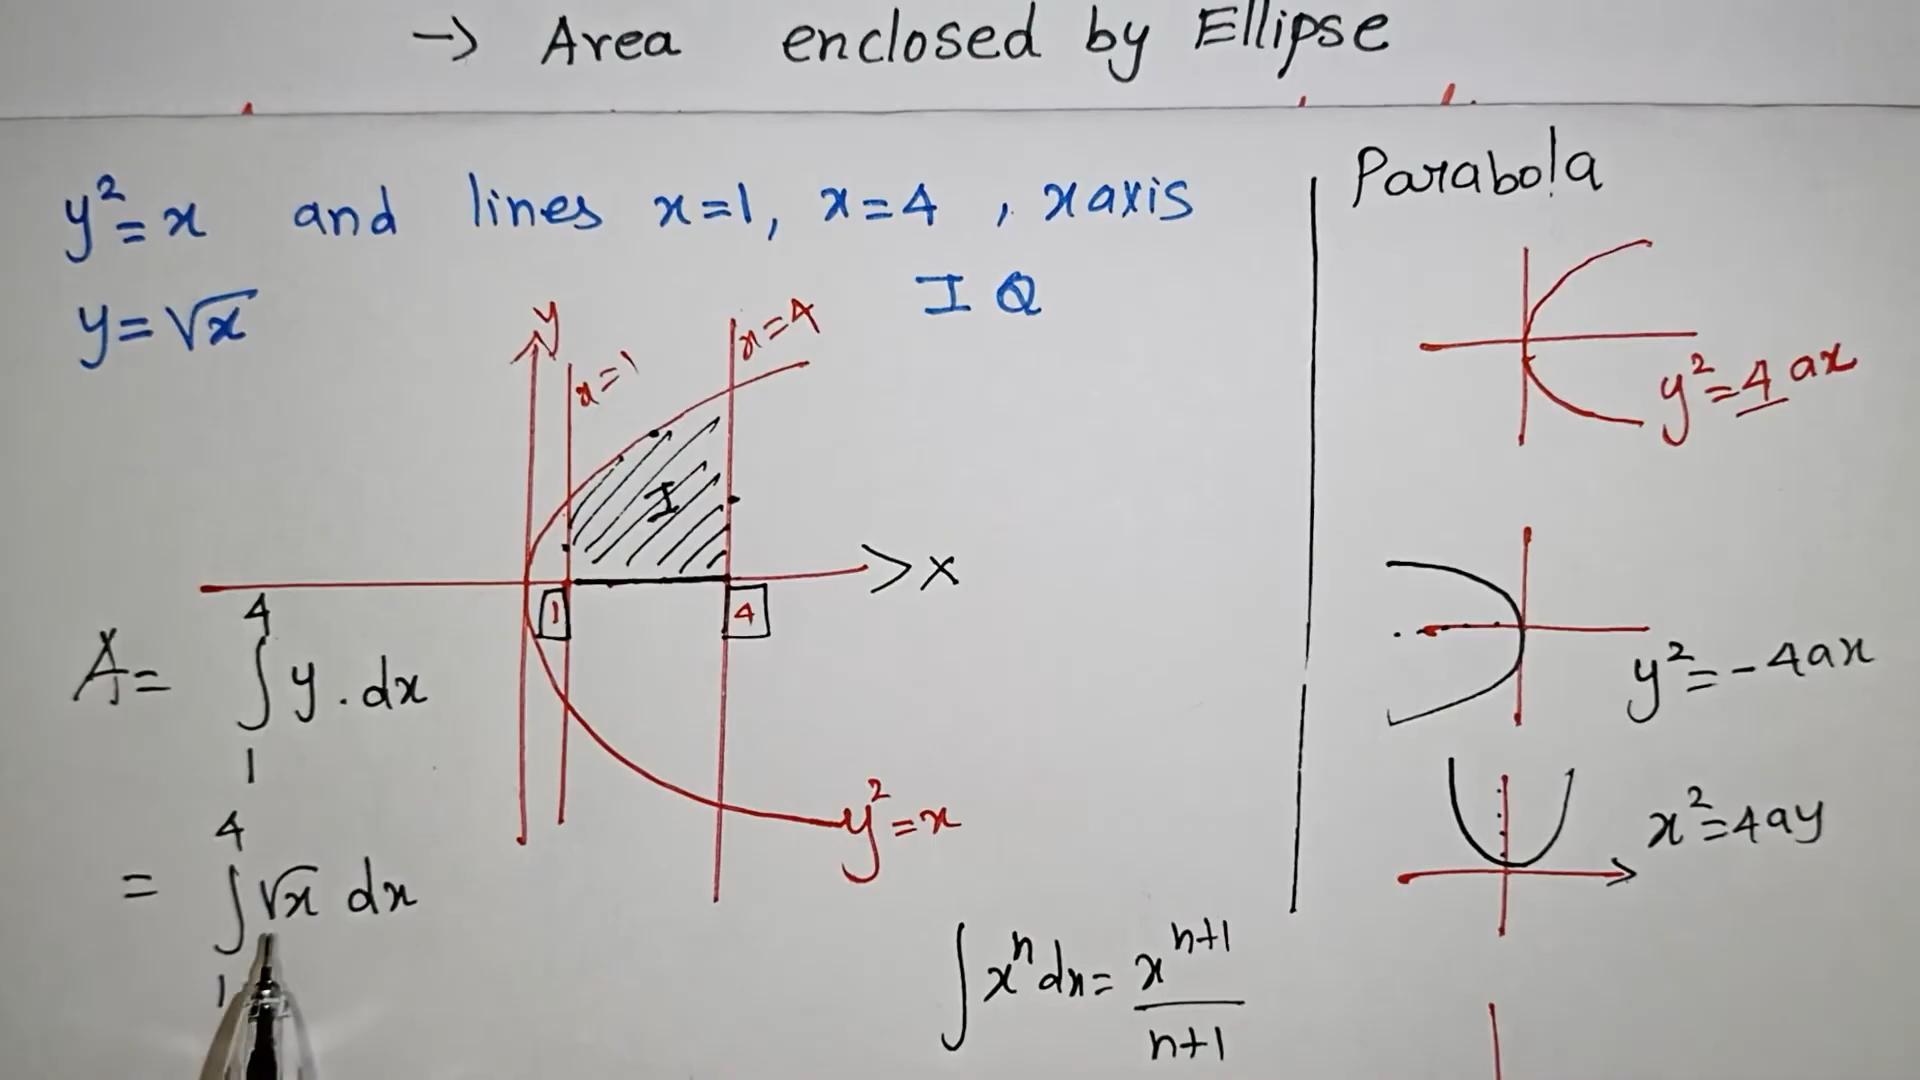 → Area enclosed by Ellipse
y²=x and lines x=1, x=4 , x axis
I Q
y=√x
y
x=1
x=4
I
> X
1
4
y²=x
A = ∫₁⁴ y . dx
= ∫₁⁴ √x dx
∫ xⁿ dx = xⁿ⁺¹/n+1
Parabola
y²=4ax
y²=-4ax
x²=4ay